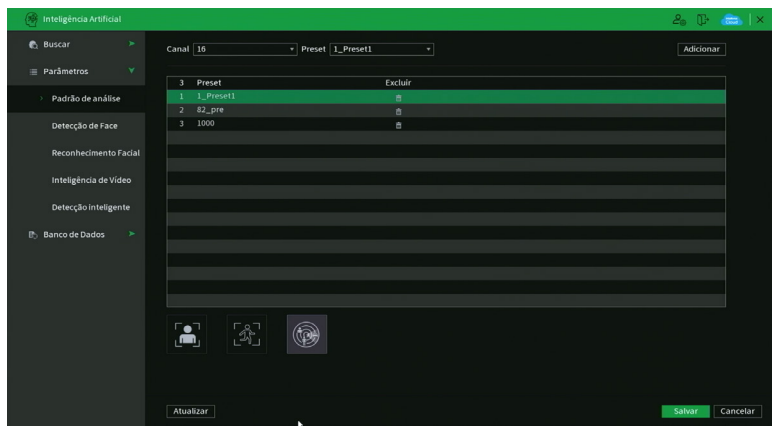 Inteligência Artificial
Buscar
Canal 16 Preset 1_Preset1 Adicionar
Parâmetros
3 Preset Excluir
Padrão de análise
1 1_Preset1
2 82_pre
3 1000
Detecção de Face
Reconhecimento Facial
Inteligência de Vídeo
Detecção inteligente
Banco de Dados
Atualizar Salvar Cancelar